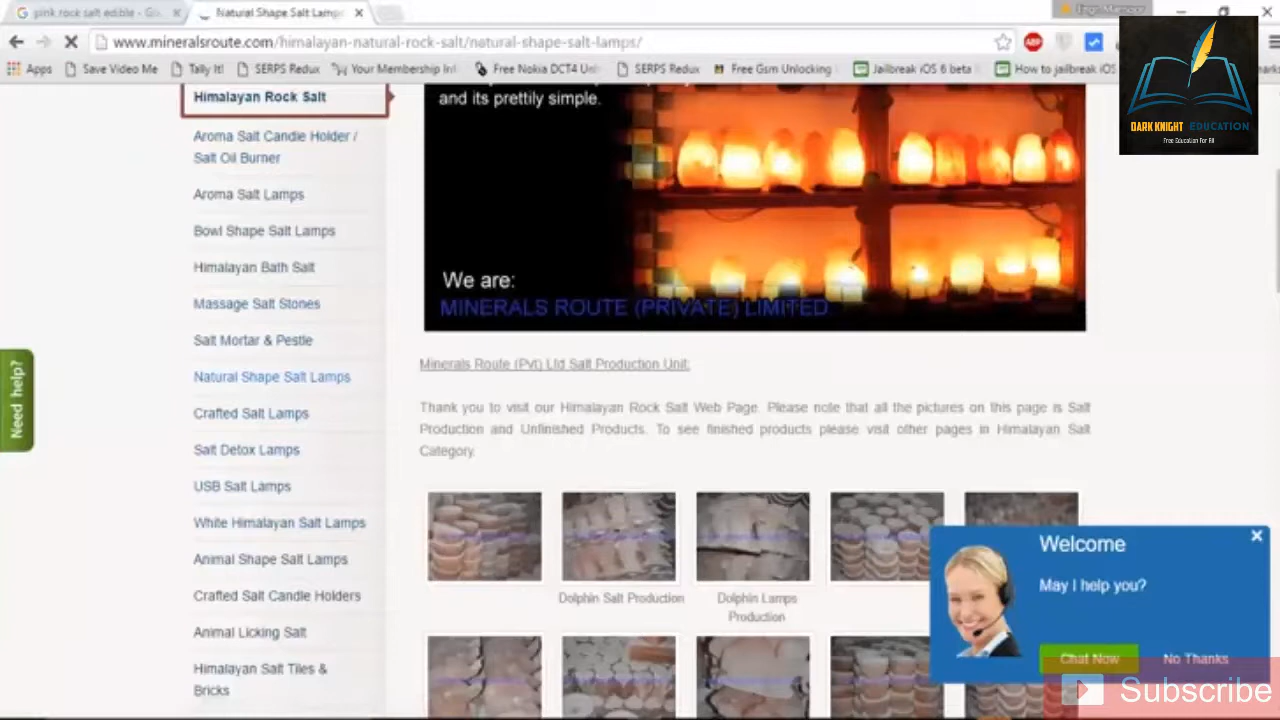 pink rock salt edible - Go
Natural Shape Salt Lamp
www.mineralsroute.com/himalayan-natural-rock-salt/natural-shape-salt-lamps/
ABP
Apps
Save Video Me
Tally It!
SERPS Redux
Your Membership In
Free Nokia DCT4 Un
SERPS Redux
Free Gsm Unlocking
Jailbreak iOS 6 beta
How to jailbreak iOS
DARK KNIGHT EDUCATION
Free Education For All
Himalayan Rock Salt
Aroma Salt Candle Holder /
Salt Oil Burner
Aroma Salt Lamps
Bowl Shape Salt Lamps
Himalayan Bath Salt
Massage Salt Stones
Salt Mortar & Pestle
Natural Shape Salt Lamps
Crafted Salt Lamps
Salt Detox Lamps
USB Salt Lamps
White Himalayan Salt Lamps
Animal Shape Salt Lamps
Crafted Salt Candle Holders
Animal Licking Salt
Himalayan Salt Tiles &
Bricks
Need help?
and its prettily simple.
We are:
MINERALS ROUTE (PRIVATE) LIMITED.
Minerals Route (Pvt) Ltd Salt Production Unit:
Thank you to visit our Himalayan Rock Salt Web Page. Please note that all the pictures on this page is Salt
Production and Unfinished Products. To see finished products please visit other pages in Himalayan Salt
Category.
Dolphin Salt Production
Dolphin Lamps
Production
Welcome
May I help you?
Chat Now
No Thanks
Subscribe